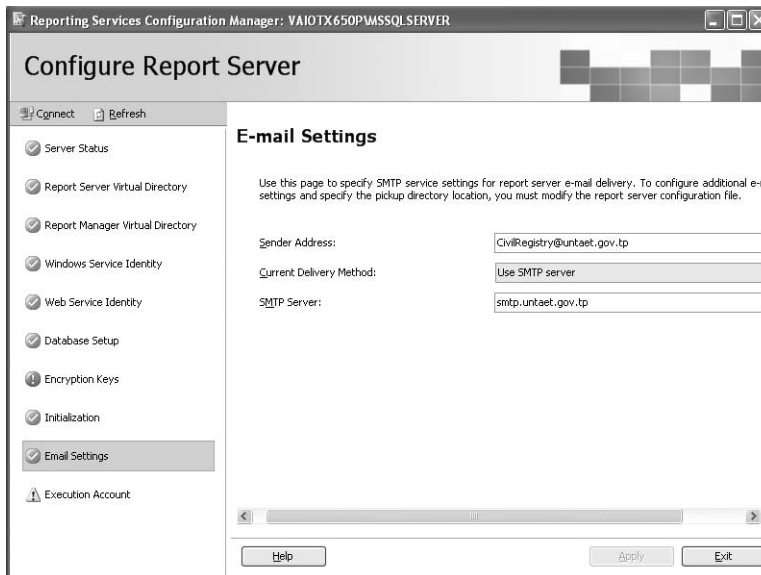 Reporting Services Configuration Manager: VAIOTX650P\MSSQLSERVER
Configure Report Server
Connect Refresh
Server Status
Report Server Virtual Directory
Report Manager Virtual Directory
Windows Service Identity
Web Service Identity
Database Setup
Encryption Keys
Initialization
Email Settings
Execution Account
E-mail Settings
Use this page to specify SMTP service settings for report server e-mail delivery. To configure additional e-
settings and specify the pickup directory location, you must modify the report server configuration file.
Sender Address: CivilRegistry@untaet.gov.tp
Current Delivery Method: Use SMTP server
SMTP Server: smtp.untaet.gov.tp
Help Apply Exit